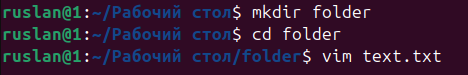 ruslan@1:~/Рабочий стол$ mkdir folder
ruslan@1:~/Рабочий стол$ cd folder
ruslan@1:~/Рабочий стол/folder$ vim text.txt